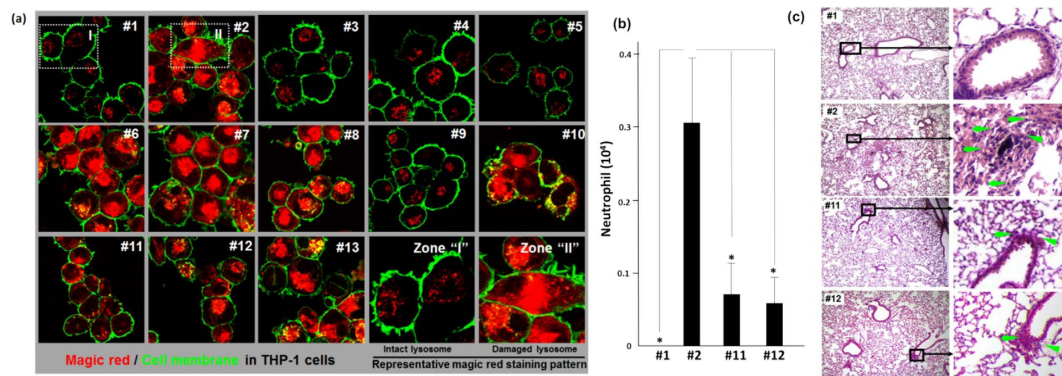 (a)
#1
I
#2
II
#3
#4
#5
#6
#7
#8
#9
#10
#11
#12
#13
Zone “I”
Zone “II”
Magic red / Cell membrane in THP-1 cells
Intact lysosome
Damaged lysosome
Representative magic red staining pattern
(b)
Neutrophil (10⁴)
0.4
0.3
0.2
0.1
0
*
*
*
#1
#2
#11
#12
(c)
#1
#2
#11
#12